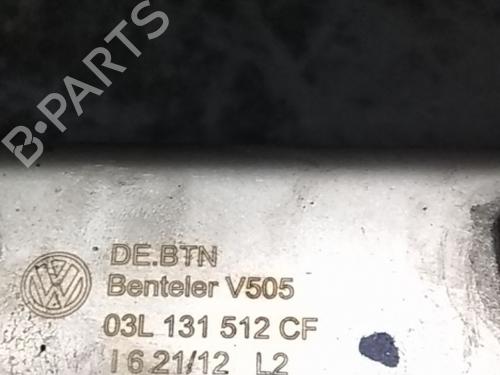 B-PARTS
DE.BTN
Benteler V505
03L 131 512 CF
I 6 21/12 L2